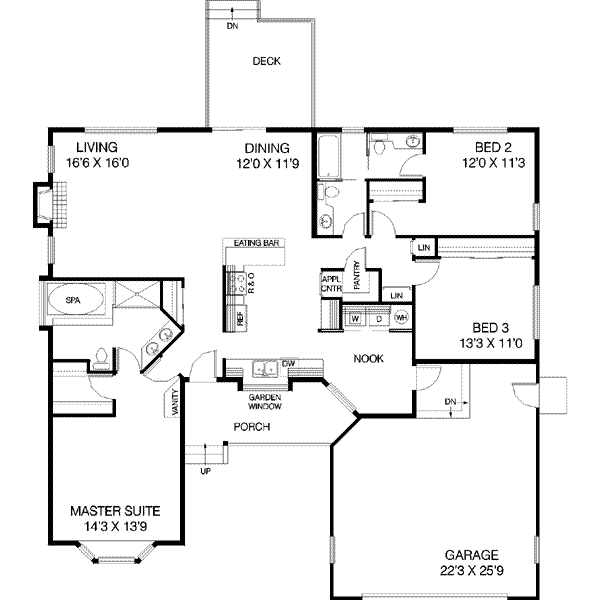 DN
DECK
LIVING
16'6 X 16'0
DINING
12'0 X 11'9
BED 2
12'0 X 11'3
EATING BAR
R & O
REF
APPL
CNTR
PANTRY
LIN
LIN
SPA
W
D
WH
BED 3
13'3 X 11'0
NOOK
DW
GARDEN
WINDOW
VANITY
PORCH
DN
UP
MASTER SUITE
14'3 X 13'9
GARAGE
22'3 X 25'9